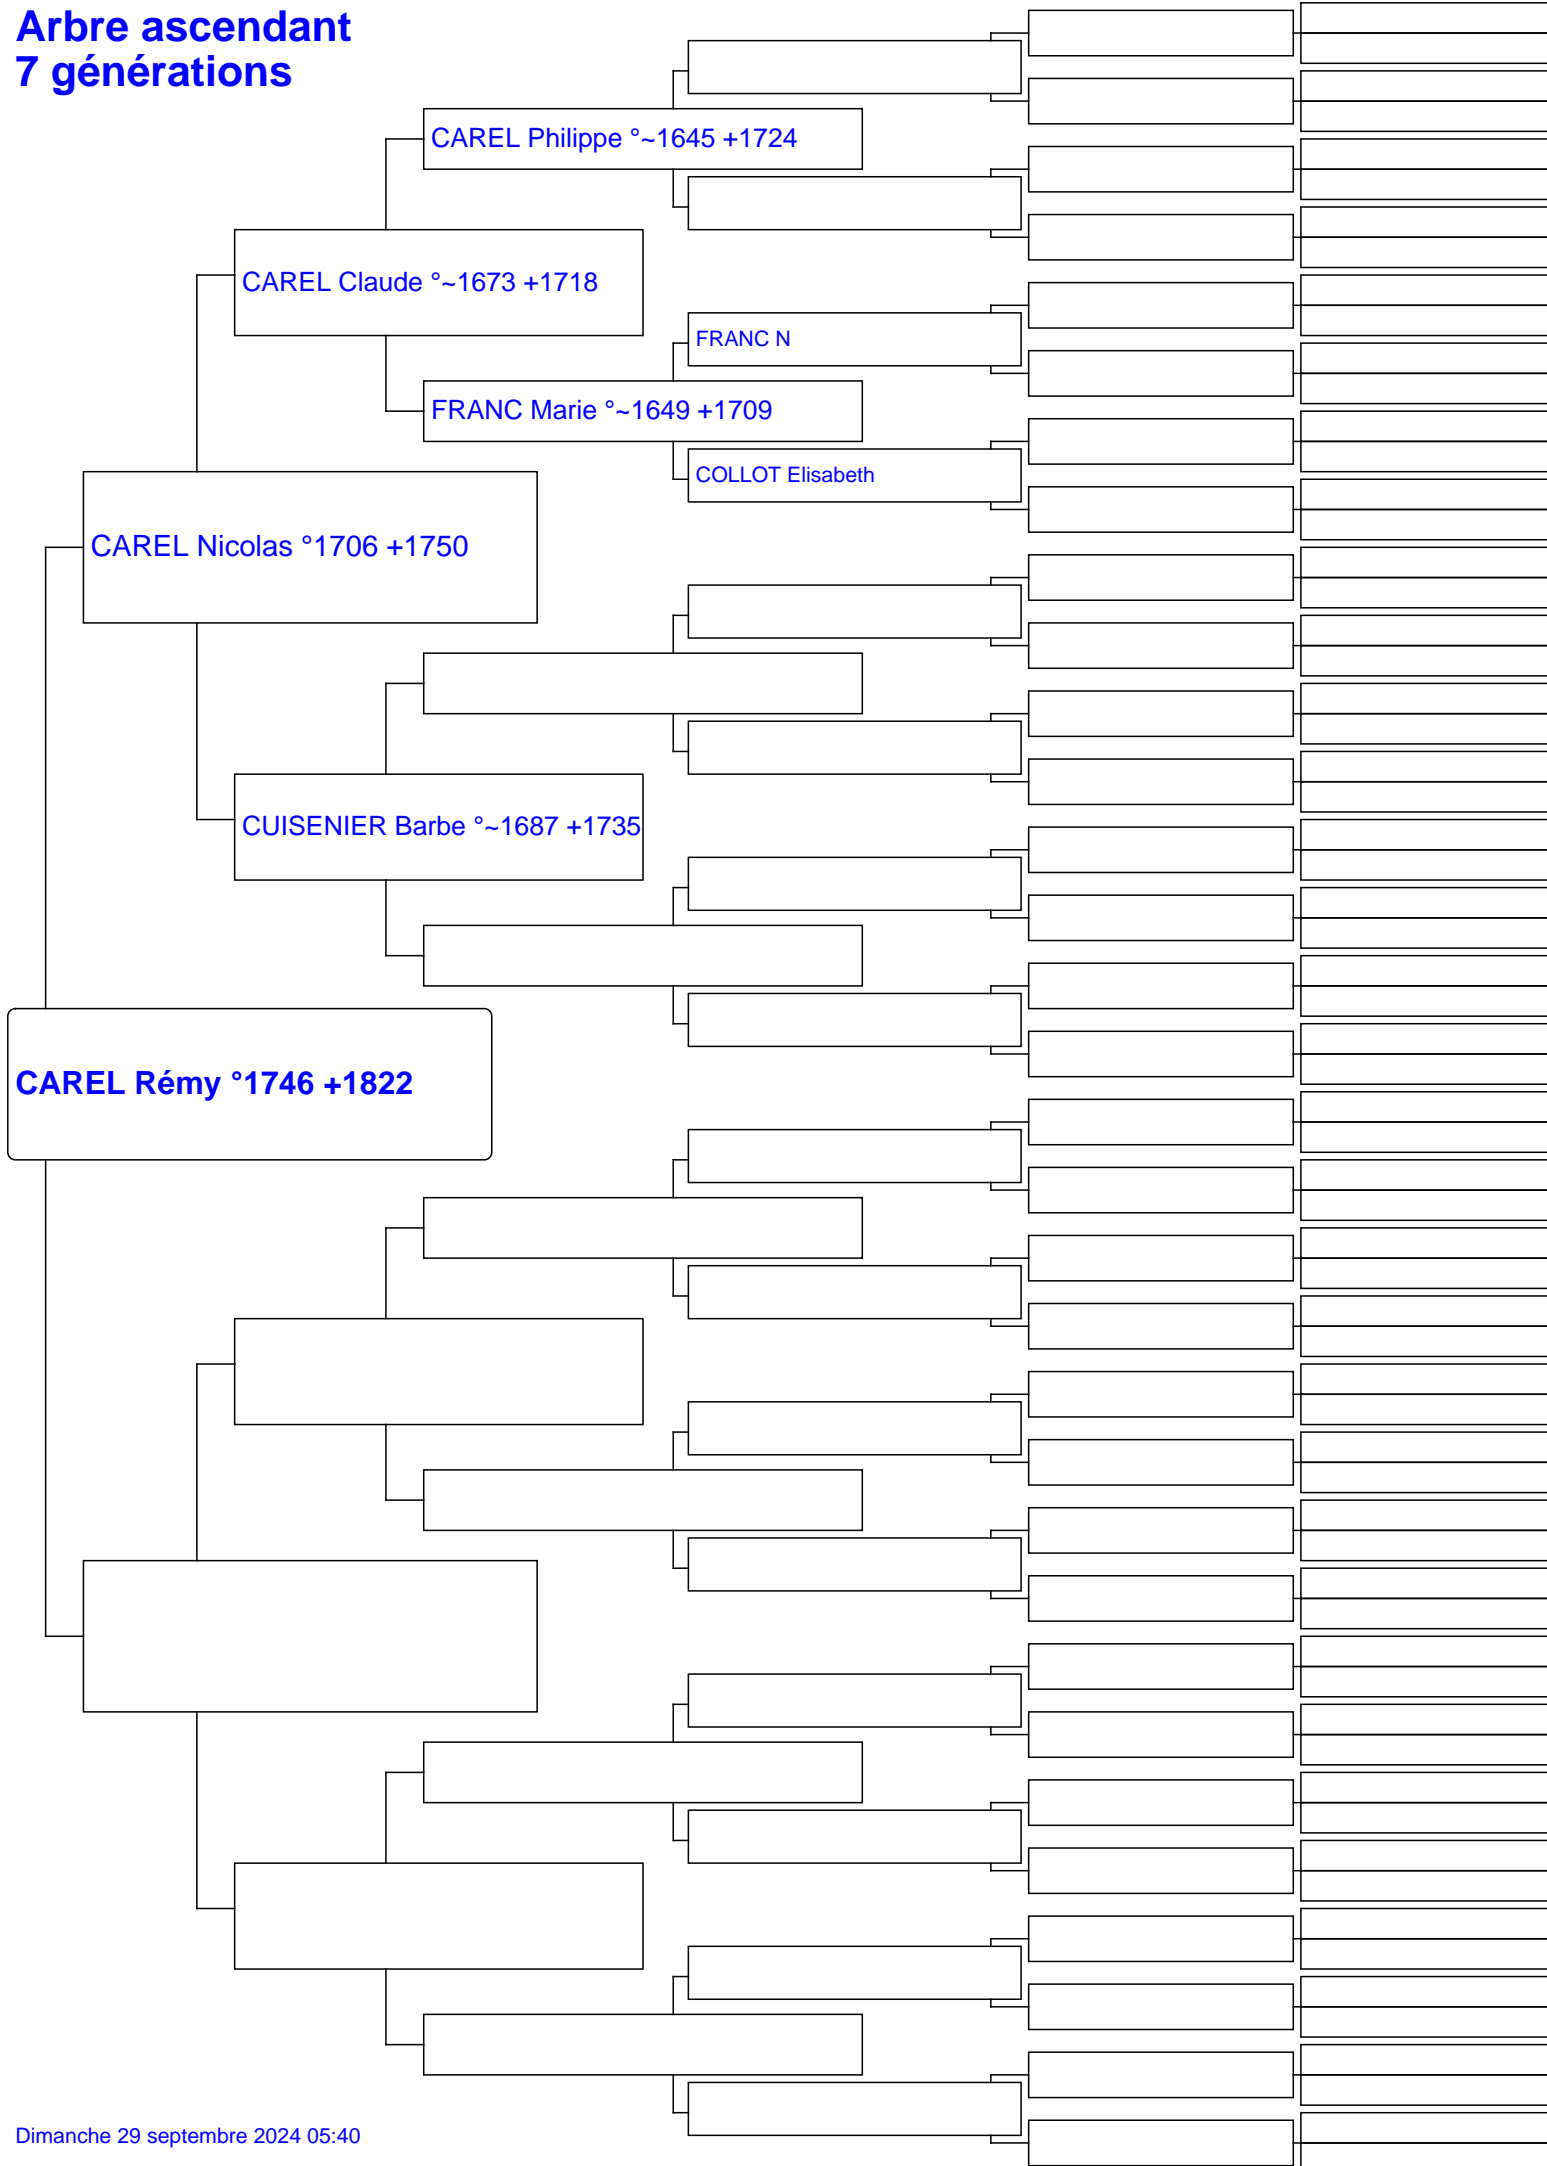 Arbre ascendant
7 générations
CAREL Philippe °~1645 +1724
CAREL Claude °~1673 +1718
FRANC N
FRANC Marie °~1649 +1709
COLLOT Elisabeth
CAREL Nicolas °1706 +1750
CUISENIER Barbe °~1687 +1735
CAREL Rémy °1746 +1822
Dimanche 29 septembre 2024 05:40